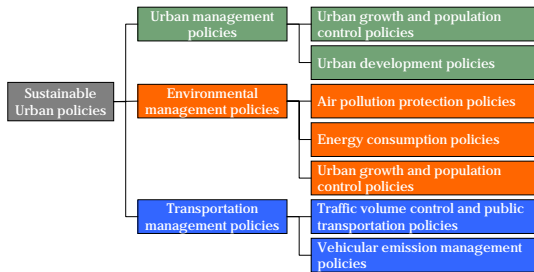 Urban management
policies
Urban growth and population
control policies
Urban development policies
Sustainable
Urban policies
Environmental
management policies
Air pollution protection policies
Energy consumption policies
Urban growth and population
control policies
Transportation
management policies
Traffic volume control and public
transportation policies
Vehicular emission management
policies